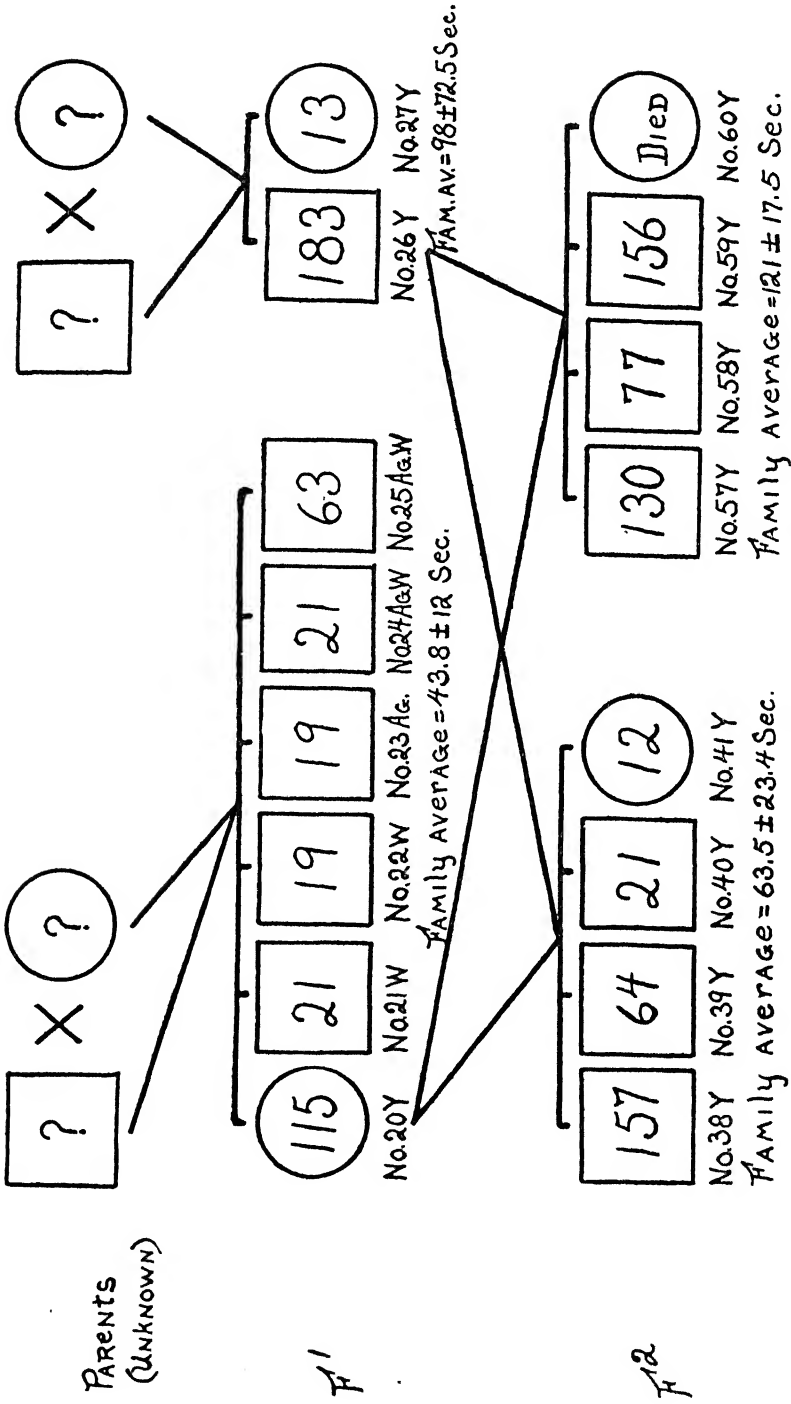 PARENTS
(UNKNOWN)
? X ? ? X ?
F¹
115 21 19 19 21 63 183 13
No.20Y No.21W No.22W No.23AG. No.24AGW No.25AGW No.26Y No.27Y
FAMILY AVERAGE=43.8±12 Sec. FAM.AV.=98±72.5 Sec.
F²
157 64 21 12 130 77 156 DIED
No.38Y No.39Y No.40Y No.41Y No.57Y No.58Y No.59Y No.60Y
FAMILY AVERAGE=63.5±23.4 Sec. FAMILY AVERAGE=121±17.5 Sec.